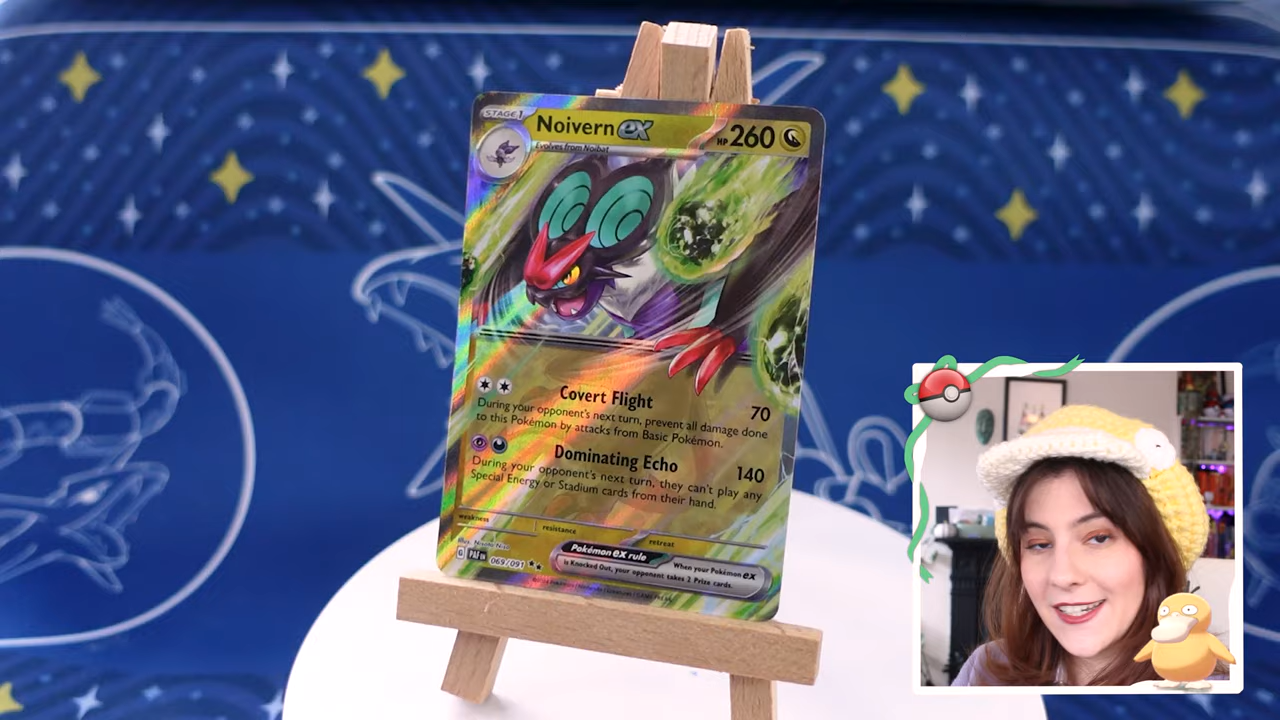 STAGE 1
Noivern ex
HP 260
Evolves from Noibat
Covert Flight
70
During your opponent's next turn, prevent all damage done
to this Pokémon by attacks from Basic Pokémon.
Dominating Echo
140
During your opponent's next turn, they can't play any
Special Energy or Stadium cards from their hand.
weakness
resistance
retreat
Illus.
Pokémon ex rule
When your Pokémon ex
is Knocked Out, your opponent takes 2 Prize cards.
G PAF EN 069/091